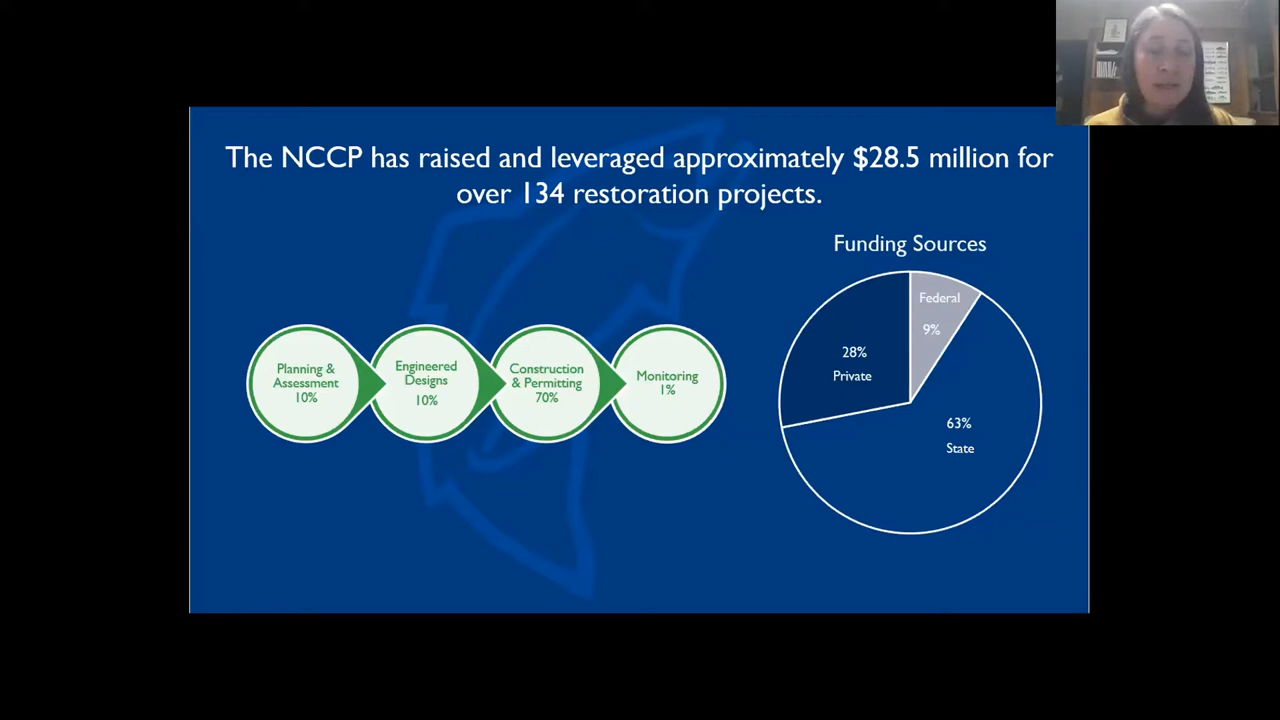 The NCCP has raised and leveraged approximately $28.5 million for
over 134 restoration projects.
Planning &
Assessment
10%
Engineered
Designs
10%
Construction
& Permitting
70%
Monitoring
1%
Funding Sources
Federal
9%
28%
Private
63%
State